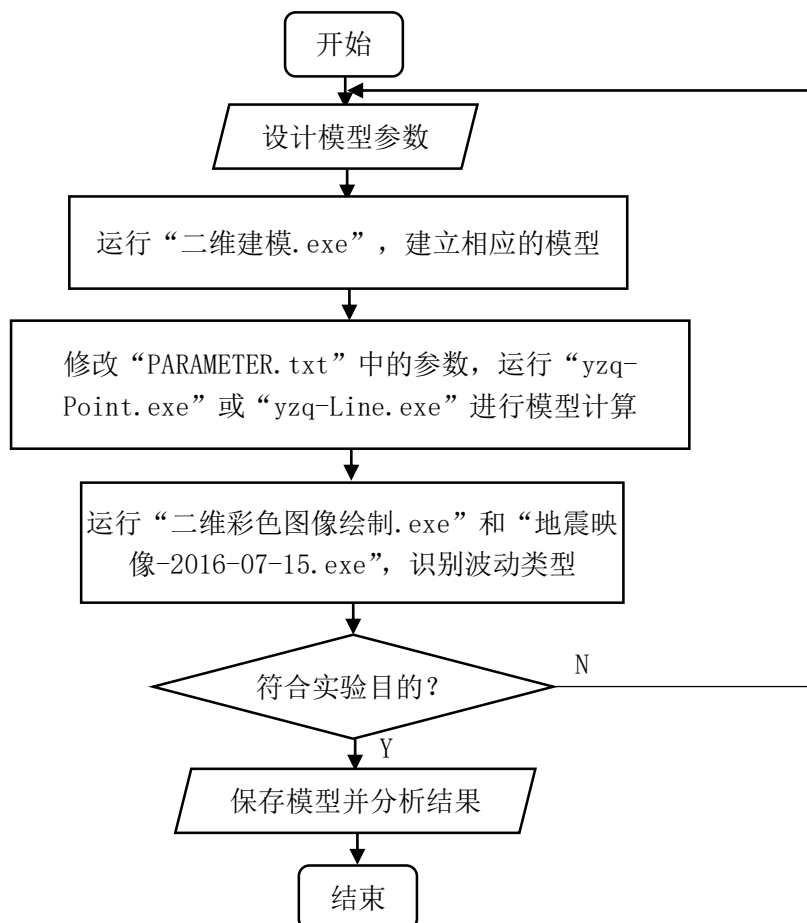 开始
设计模型参数
运行“二维建模.exe”，建立相应的模型
修改“PARAMETER.txt”中的参数，运行“yzq-
Point.exe”或“yzq-Line.exe”进行模型计算
运行“二维彩色图像绘制.exe”和“地震映
像-2016-07-15.exe”，识别波动类型
符合实验目的？
N
Y
保存模型并分析结果
结束